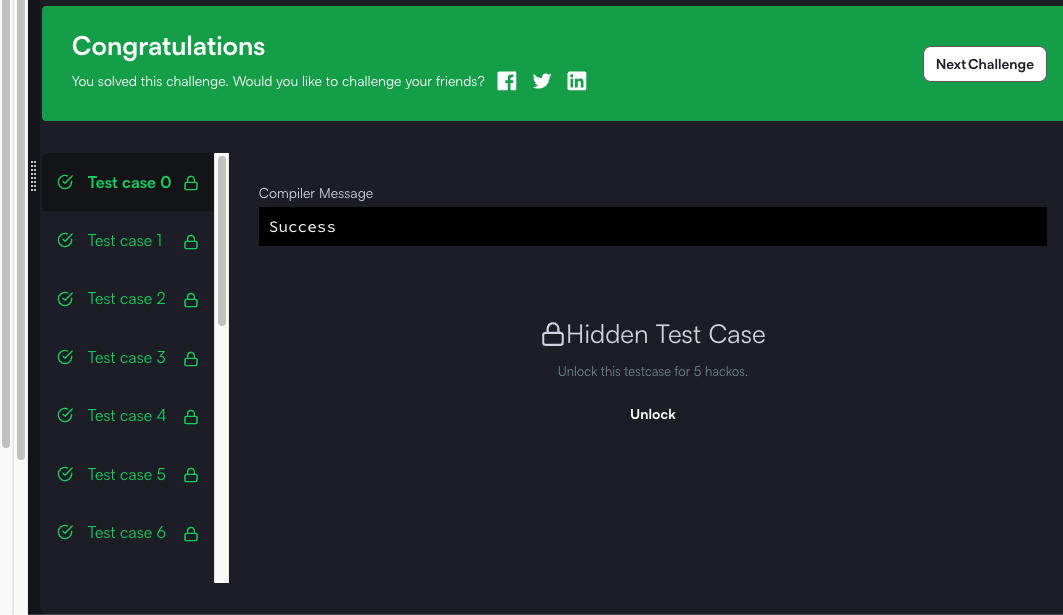 Congratulations
You solved this challenge. Would you like to challenge your friends?
Next Challenge
Test case 0
Test case 1
Test case 2
Test case 3
Test case 4
Test case 5
Test case 6
Compiler Message
Success
Hidden Test Case
Unlock this testcase for 5 hackos.
Unlock